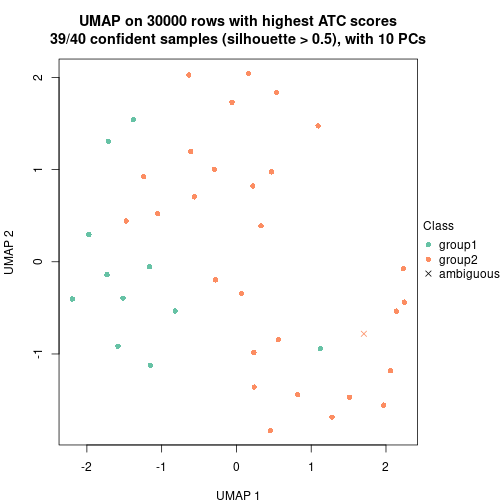 UMAP on 30000 rows with highest ATC scores
39/40 confident samples (silhouette > 0.5), with 10 PCs
2
1
0
-1
UMAP 2
Class
group1
group2
ambiguous
-2
-1
0
1
2
UMAP 1